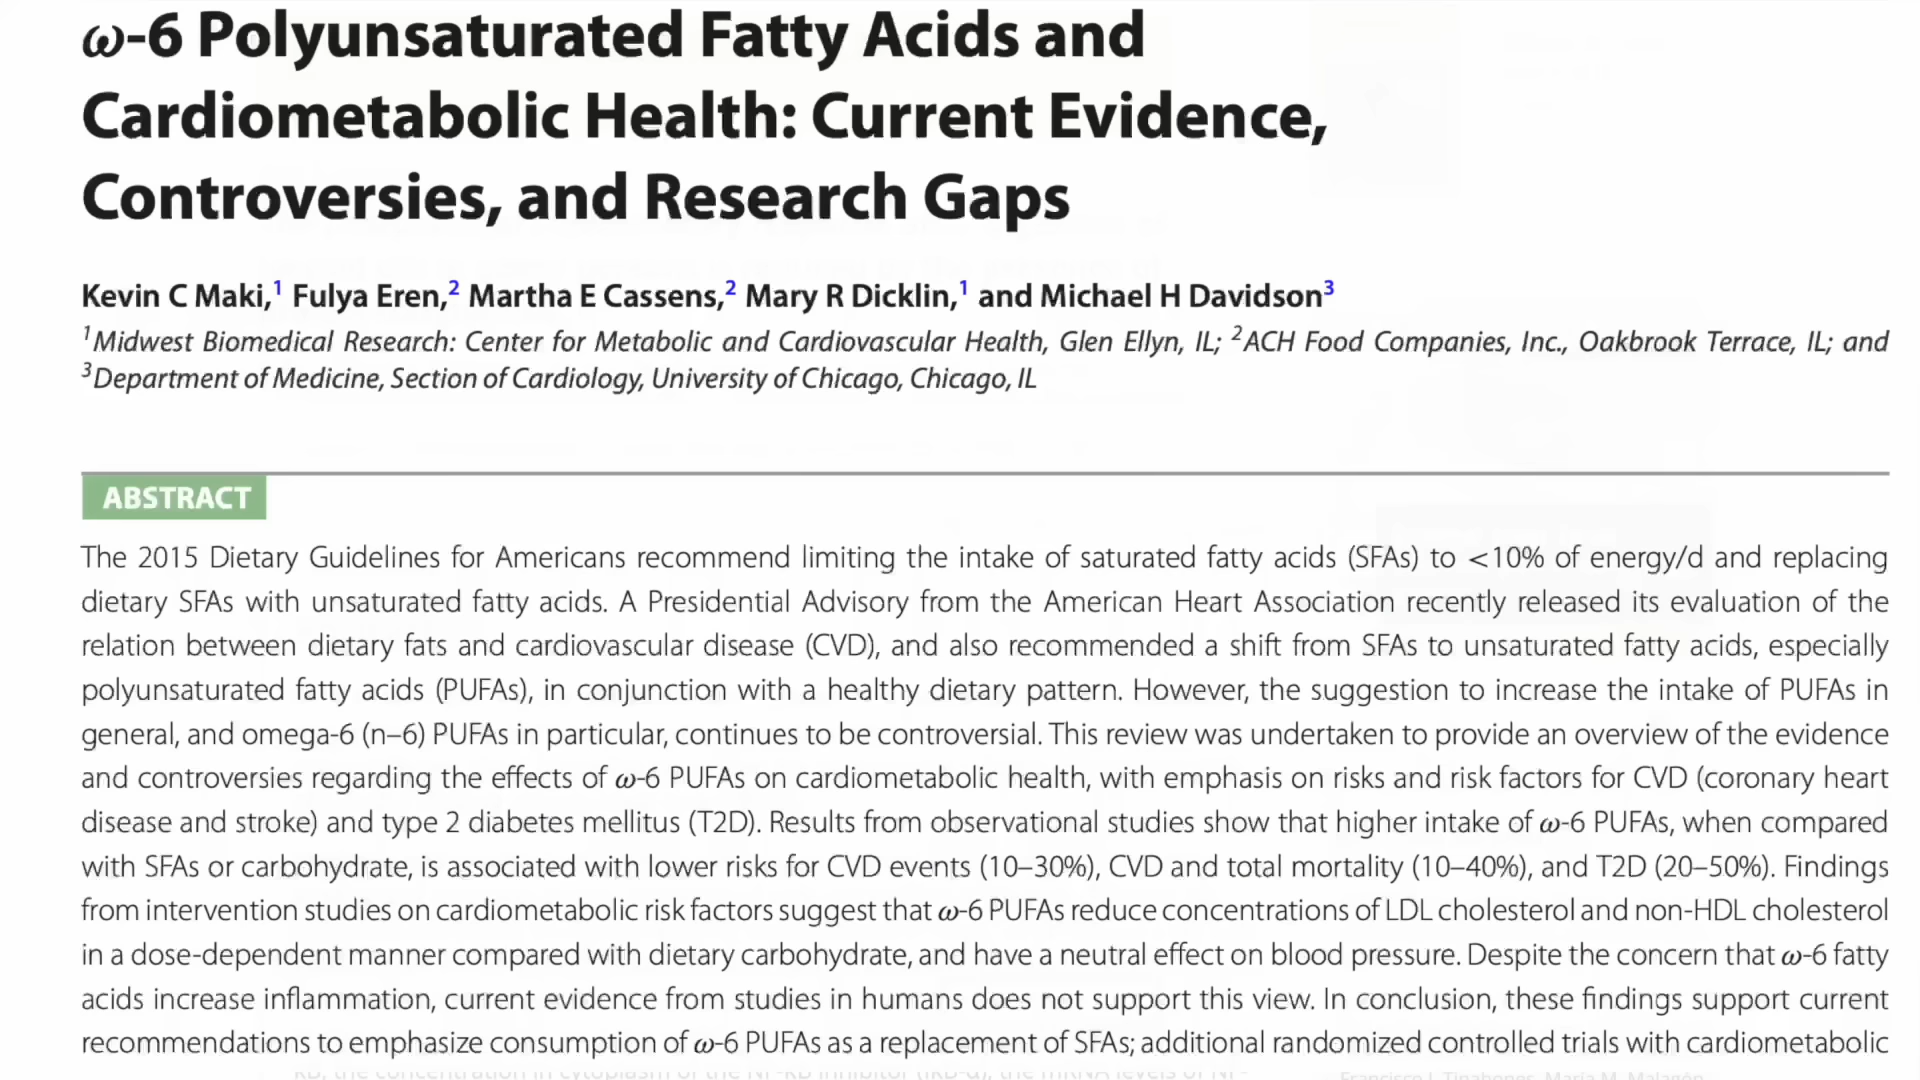 ω-6 Polyunsaturated Fatty Acids and
Cardiometabolic Health: Current Evidence,
Controversies, and Research Gaps
Kevin C Maki,1 Fulya Eren,2 Martha E Cassens,2 Mary R Dicklin,1 and Michael H Davidson3
1Midwest Biomedical Research: Center for Metabolic and Cardiovascular Health, Glen Ellyn, IL; 2ACH Food Companies, Inc., Oakbrook Terrace, IL; and
3Department of Medicine, Section of Cardiology, University of Chicago, Chicago, IL
ABSTRACT
The 2015 Dietary Guidelines for Americans recommend limiting the intake of saturated fatty acids (SFAs) to <10% of energy/d and replacing
dietary SFAs with unsaturated fatty acids. A Presidential Advisory from the American Heart Association recently released its evaluation of the
relation between dietary fats and cardiovascular disease (CVD), and also recommended a shift from SFAs to unsaturated fatty acids, especially
polyunsaturated fatty acids (PUFAs), in conjunction with a healthy dietary pattern. However, the suggestion to increase the intake of PUFAs in
general, and omega-6 (n–6) PUFAs in particular, continues to be controversial. This review was undertaken to provide an overview of the evidence
and controversies regarding the effects of ω-6 PUFAs on cardiometabolic health, with emphasis on risks and risk factors for CVD (coronary heart
disease and stroke) and type 2 diabetes mellitus (T2D). Results from observational studies show that higher intake of ω-6 PUFAs, when compared
with SFAs or carbohydrate, is associated with lower risks for CVD events (10–30%), CVD and total mortality (10–40%), and T2D (20–50%). Findings
from intervention studies on cardiometabolic risk factors suggest that ω-6 PUFAs reduce concentrations of LDL cholesterol and non-HDL cholesterol
in a dose-dependent manner compared with dietary carbohydrate, and have a neutral effect on blood pressure. Despite the concern that ω-6 fatty
acids increase inflammation, current evidence from studies in humans does not support this view. In conclusion, these findings support current
recommendations to emphasize consumption of ω-6 PUFAs as a replacement of SFAs; additional randomized controlled trials with cardiometabolic